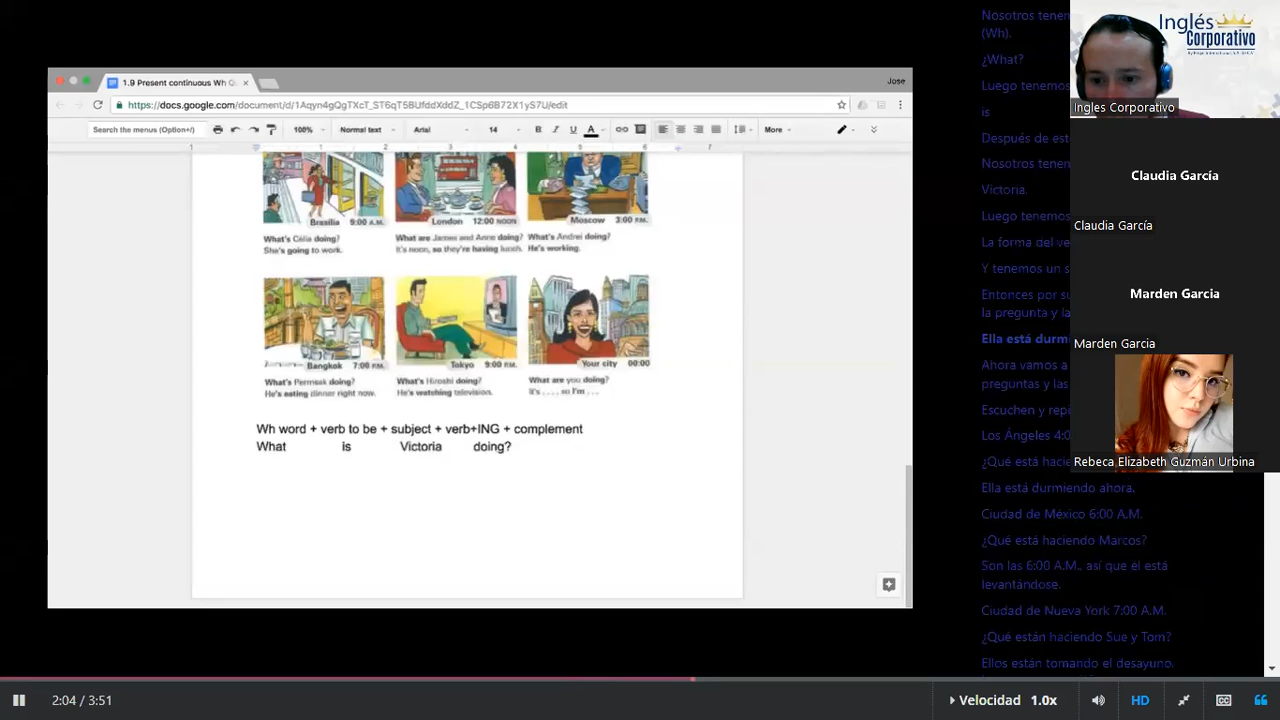 1.9 Present continuous Wh Q
Jose
https://docs.google.com/document/d/1Aqyn4gQgTXcT_ST6qT5BUfddXddZ_1CSp6B72X1yS7U/edit
Search the menus (Option+/)
100%
Normal text
Arial
14
B I U A
More
1 1 2 3 4 5 6 7
Brasilia 9:00 A.M.
London 12:00 NOON
Moscow 3:00 P.M.
What's Celia doing?
She's going to work.
What are James and Anne doing?
It's noon, so they're having lunch.
What's Andrei doing?
He's working.
Bangkok 7:00 P.M.
Tokyo 9:00 P.M.
Your city 00:00
What's Permsak doing?
He's eating dinner right now.
What's Hiroshi doing?
He's watching television.
What are you doing?
It's .... so I'm ...
Wh word + verb to be + subject + verb+ING + complement
What is Victoria doing?
Nosotros tenem
(Wh).
¿What?
Luego tenemos
is
Después de est
Nosotros tenem
Victoria.
Luego tenemos
La forma del ve
Y tenemos un s
Entonces por su
la pregunta y la
Ella está durmi
Ahora vamos a
preguntas y las
Escuchen y rep
Los Ángeles 4:0
¿Qué está hacie
Ella está durmiendo ahora.
Ciudad de México 6:00 A.M.
¿Qué está haciendo Marcos?
Son las 6:00 A.M., así que él está
levantándose.
Ciudad de Nueva York 7:00 A.M.
¿Qué están haciendo Sue y Tom?
Ellos están tomando el desayuno.
Inglés
Corporativo
Ingles Corporativo
Claudia García
Claudia García
Marden Garcia
Marden Garcia
Rebeca Elizabeth Guzmán Urbina
2:04 / 3:51
Velocidad 1.0x
HD
CC